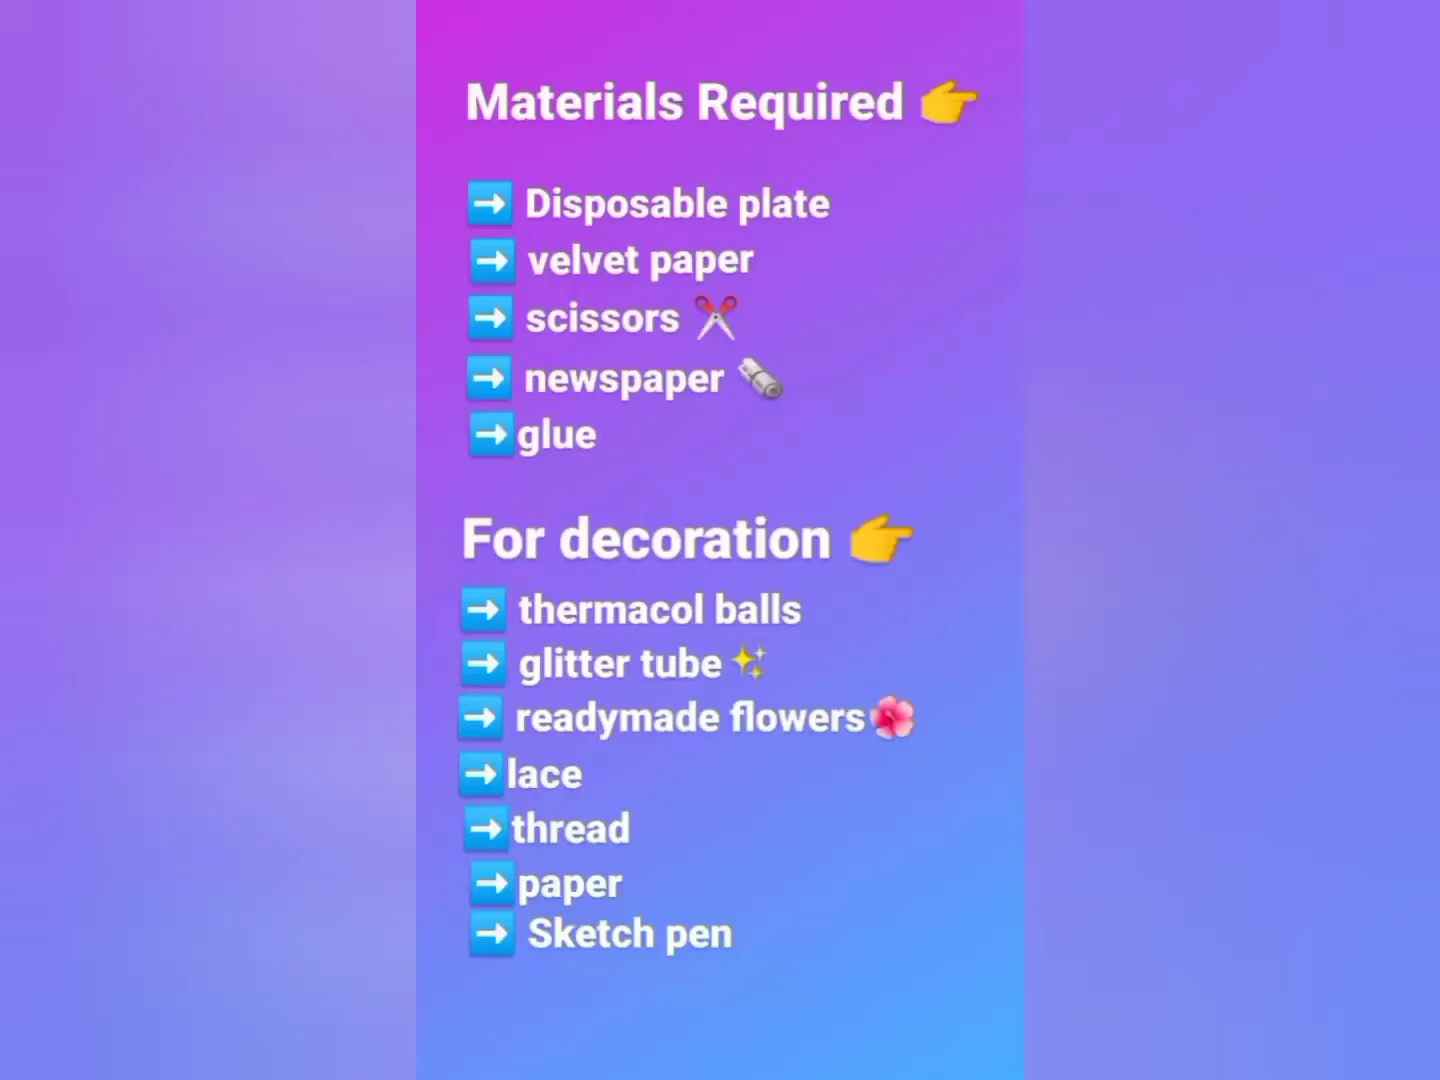 Materials Required 👉
➡️ Disposable plate
➡️ velvet paper
➡️ scissors ✂️
➡️ newspaper 🗞️
➡️glue
For decoration 👉
➡️ thermacol balls
➡️ glitter tube✨
➡️ readymade flowers🌺
➡️lace
➡️thread
➡️paper
➡️ Sketch pen